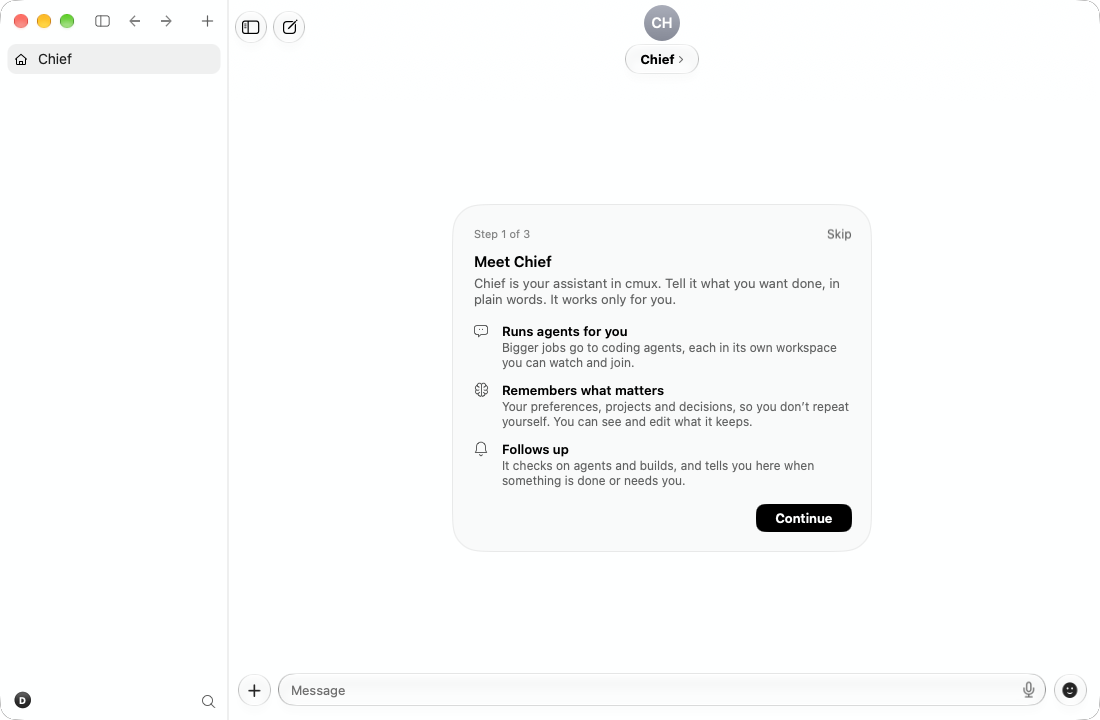 Chief
CH
Chief
Step 1 of 3
Skip
Meet Chief
Chief is your assistant in cmux. Tell it what you want done, in
plain words. It works only for you.
Runs agents for you
Bigger jobs go to coding agents, each in its own workspace
you can watch and join.
Remembers what matters
Your preferences, projects and decisions, so you don’t repeat
yourself. You can see and edit what it keeps.
Follows up
It checks on agents and builds, and tells you here when
something is done or needs you.
Continue
D
Message